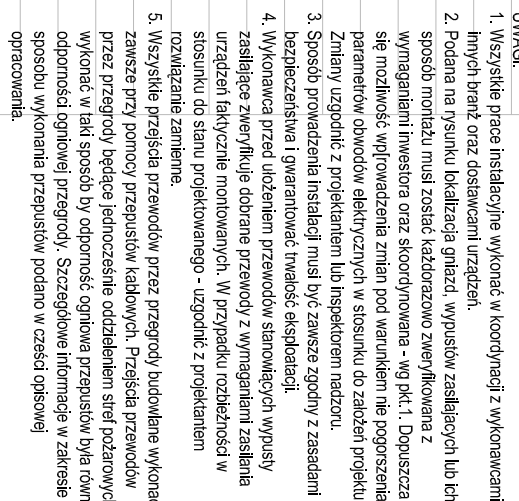 UWAGI:
1. Wszystkie prace instalacyjne wykonać w koordynacji z wykonawcami
innych branż oraz dostawcami urządzeń.
2. Podana na rysunku lokalizacja gniazd, wypustów zasilających lub ich
sposób montażu musi zostać każdorazowo zweryfikowana z
wymaganiami inwestora oraz skoordynowana - wg pkt.1. Dopuszcza
się możliwość wp[rowadzenia zmian pod warunkiem nie pogorszenia
parametrów obwodów elektrycznych w stosunku do założeń projektu
Zmiany uzgodnić z projektantem lub inspektorem nadzoru.
3. Sposób prowadzenia instalacji musi być zawsze zgodny z zasadami
bezpieczeństwa i gwarantować trwałość eksploatacji.
4. Wykonawca przed ułożeniem przewodów stanowiących wypusty
zasilające zweryfikuje dobrane przewody z wymaganiami zasilania
urządzeń faktycznie montowanych. W przypadku rozbieżności w
stosunku do stanu projektowanego - uzgodnić z projektantem
rozwiązanie zamienne.
5. Wszystkie przejścia przewodów przez przegrody budowlane wykonać
zawsze przy pomocy przepustów kablowych. Przejścia przewodów
przez przegrody będące jednocześnie oddzieleniem stref pożarowyc
wykonać w taki sposób by odporność ogniowa przepustów była równ
odporności ogniowej przegrody. Szczegółowe informacje w zakresie
sposobu wykonania przepustów podano w cześci opisowej
opracowania.